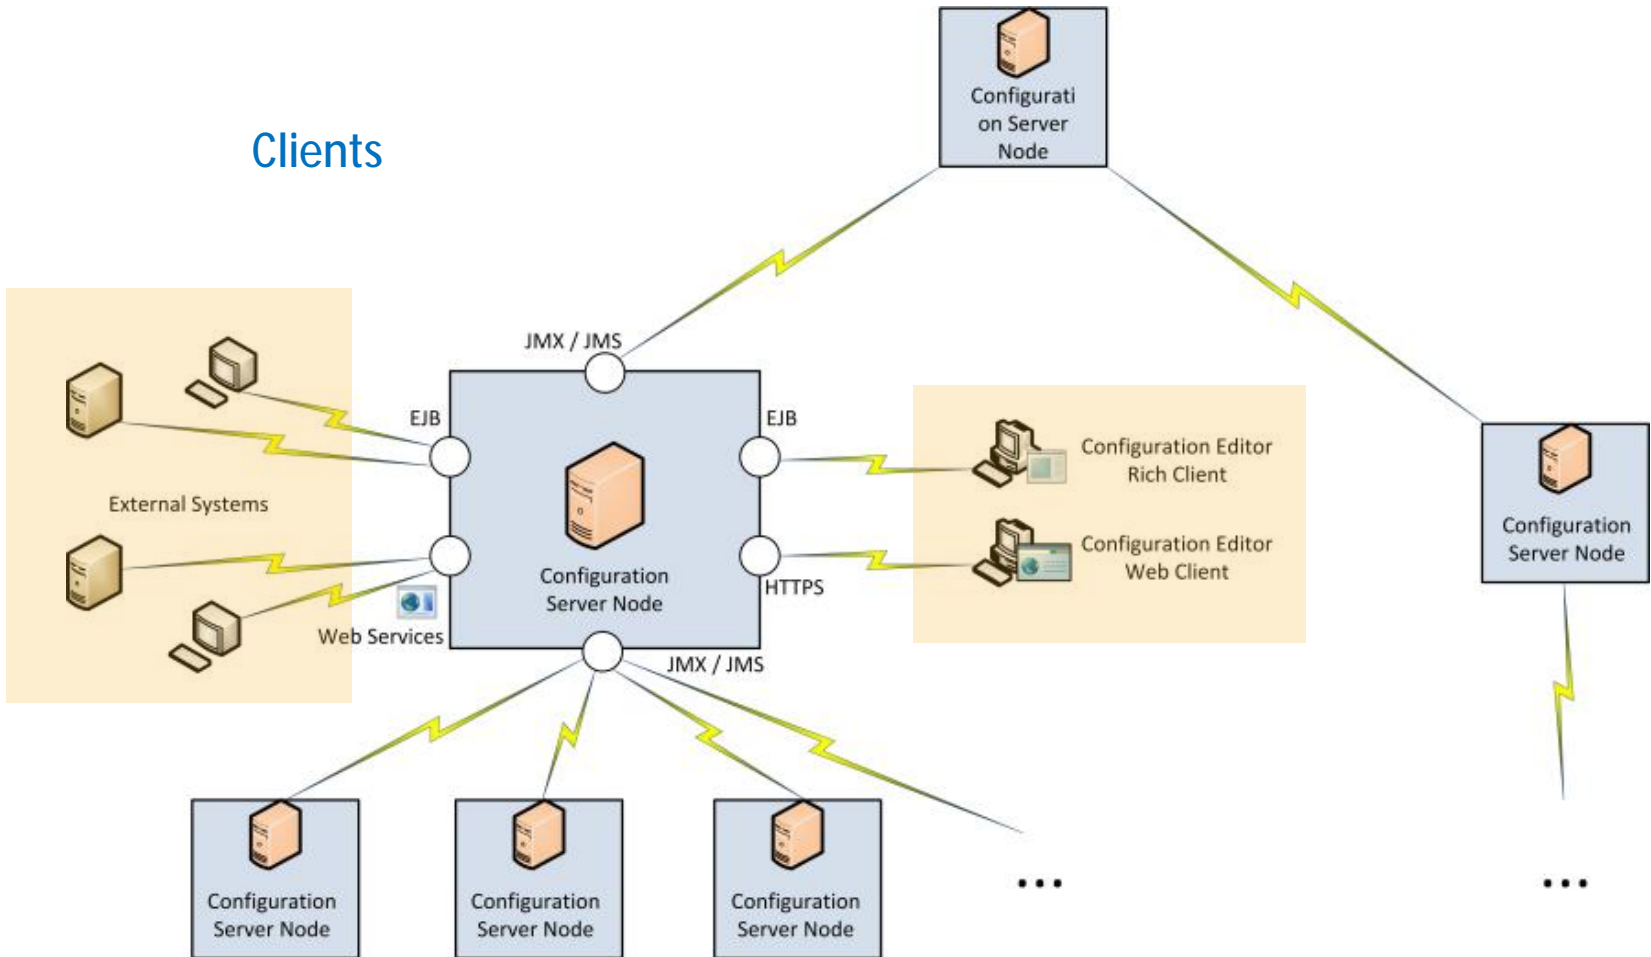 Configurati
on Server
Node
Clients
JMX / JMS
EJB
EJB
Configuration Editor
Rich Client
External Systems
Configuration
Server Node
Configuration Editor
Web Client
Configuration
Server Node
HTTPS
Web Services
JMX / JMS
...
...
Configuration
Server Node
Configuration
Server Node
Configuration
Server Node